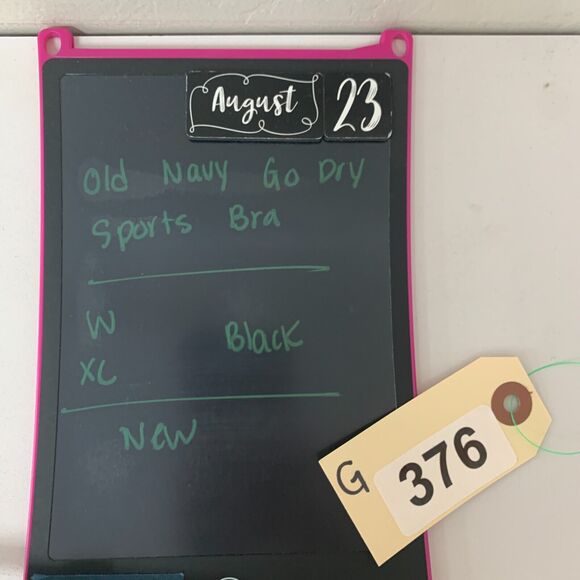 August 23
Old Navy Go Dry
Sports Bra
W
Black
XL
New
G 376